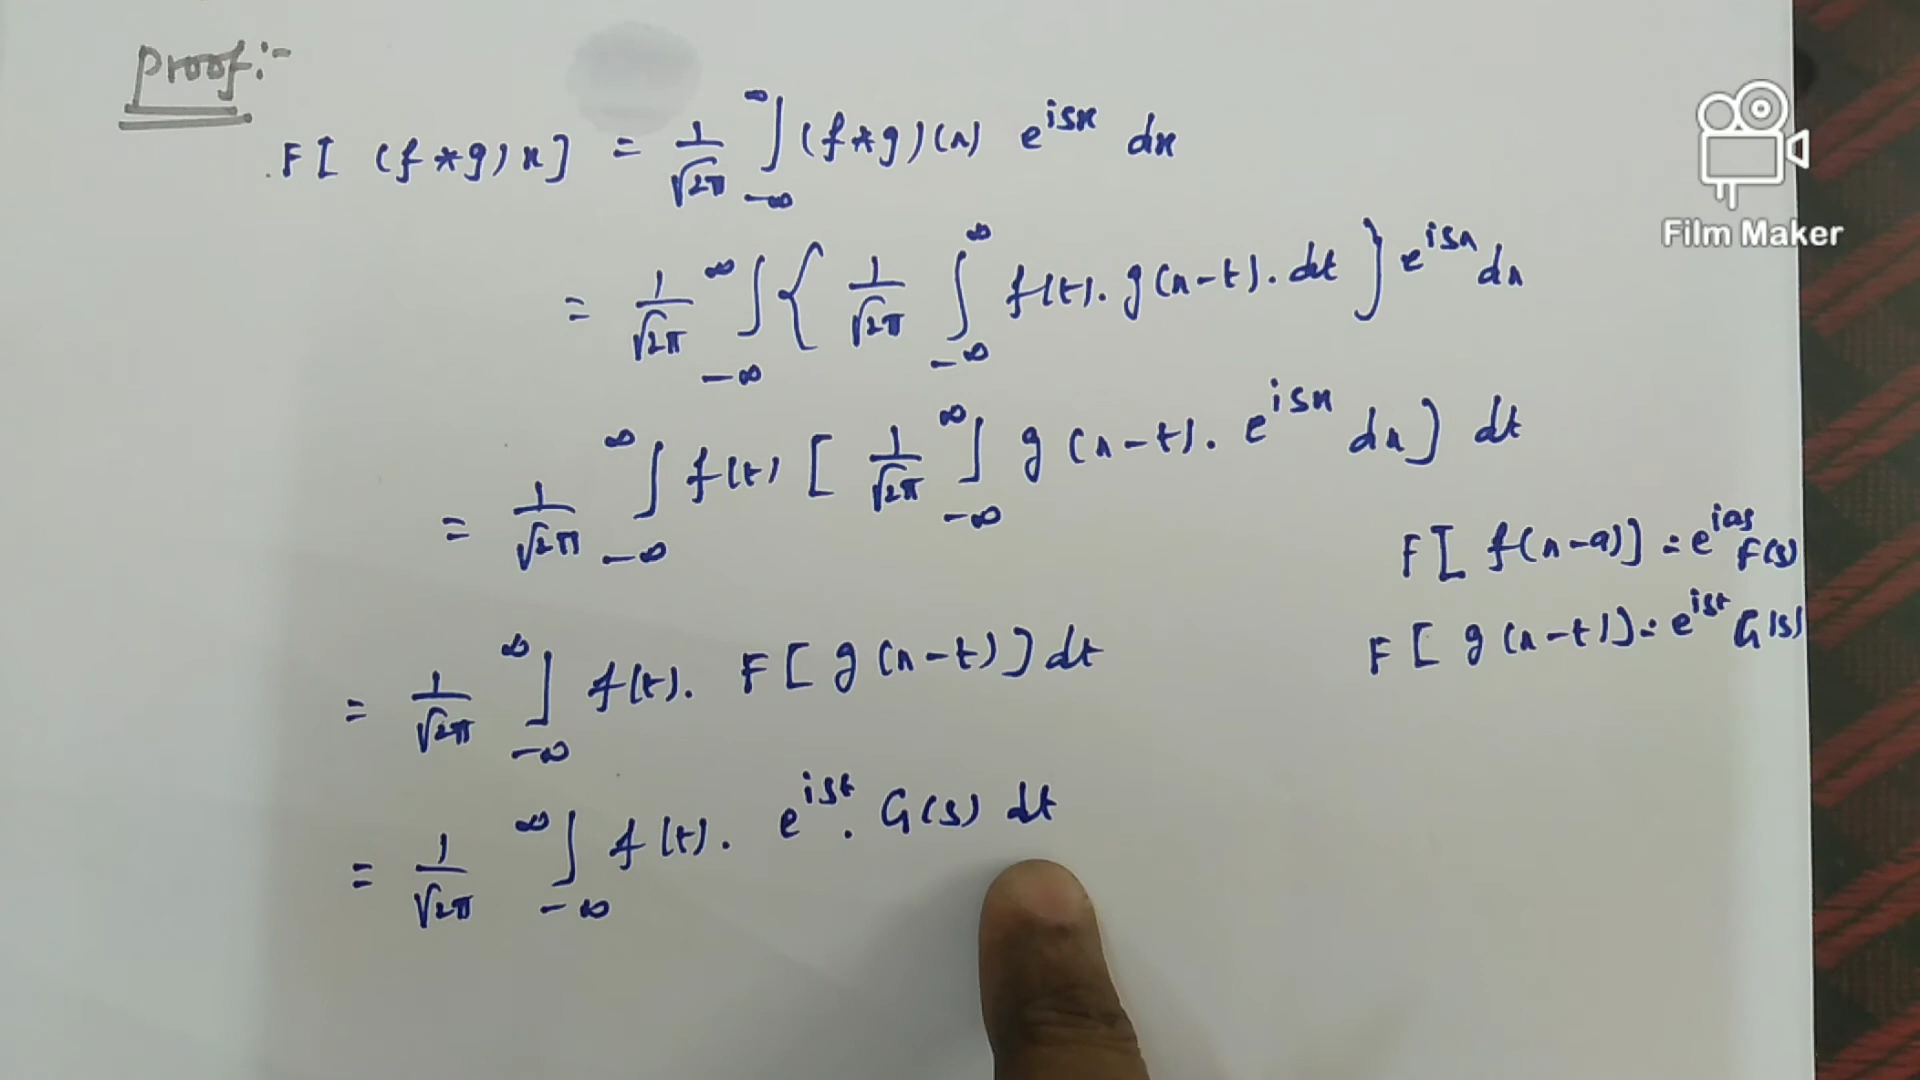 Proof:-
F[(f*g)x] = 1/√2π ∫_{-∞}^{∞} (f*g)(x) e^{isx} dx
= 1/√2π ∫_{-∞}^{∞} { 1/√2π ∫_{-∞}^{∞} f(t). g(x-t). dt } e^{isx} dx
= 1/√2π ∫_{-∞}^{∞} f(t) [ 1/√2π ∫_{-∞}^{∞} g(x-t). e^{isx} dx ] dt
F[f(x-a)] = e^{ias} F(s)
F[g(x-t)] = e^{ist} G(s)
= 1/√2π ∫_{-∞}^{∞} f(t). F[g(x-t)] dt
= 1/√2π ∫_{-∞}^{∞} f(t). e^{ist}. G(s) dt
Film Maker